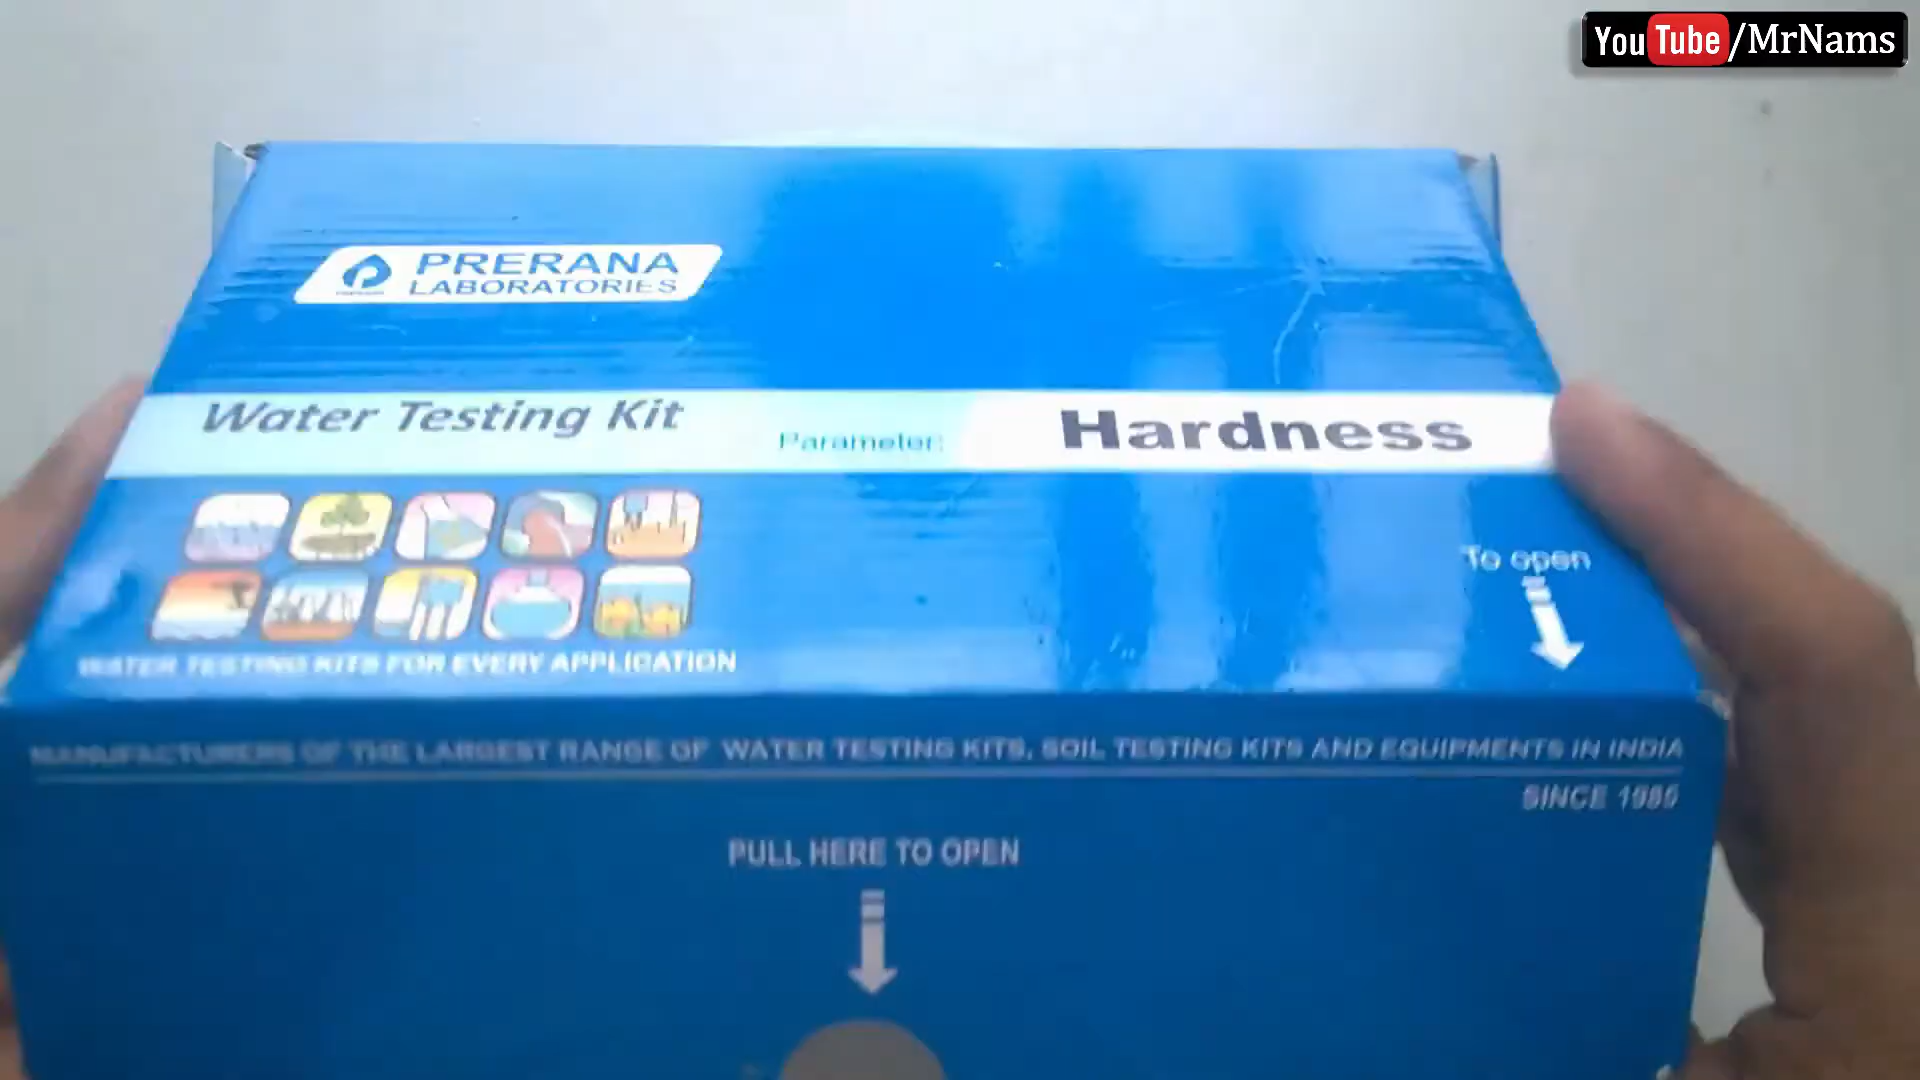 YouTube/MrNams
PRERANA
LABORATORIES
Water Testing Kit
Parameter:
Hardness
To open
WATER TESTING KITS FOR EVERY APPLICATION
MANUFACTURERS OF THE LARGEST RANGE OF WATER TESTING KITS, SOIL TESTING KITS AND EQUIPMENTS IN INDIA
SINCE
PULL HERE TO OPEN